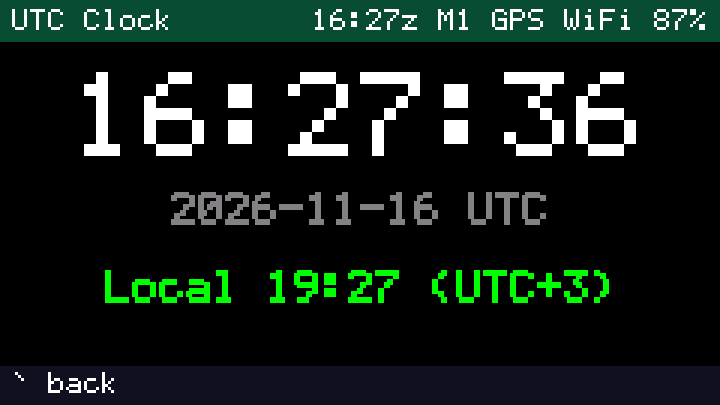 UTC Clock 16:27z M1 GPS WiFi 87%
16:27:36
2026-11-16 UTC
Local 19:27 (UTC+3)
` back